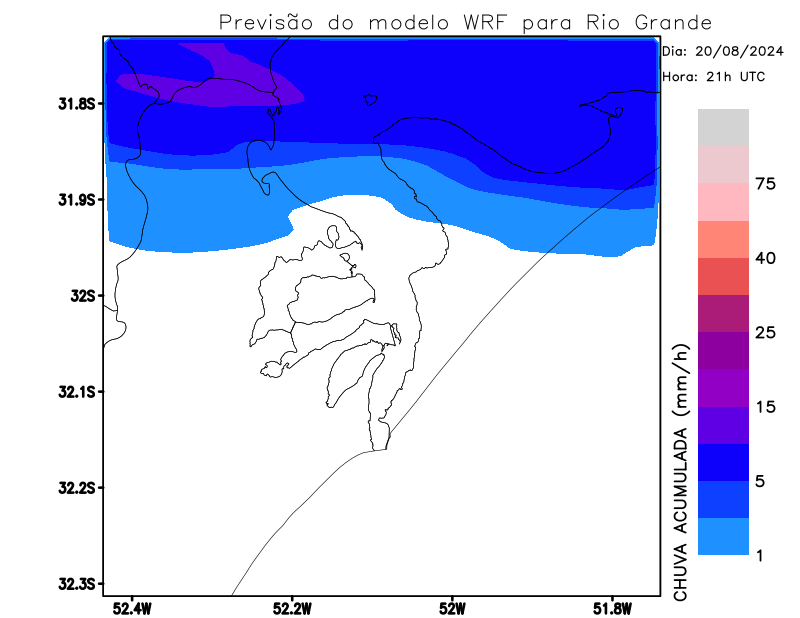 Previsão do modelo WRF para Rio Grande
Dia: 20/08/2024
Hora: 21h UTC
31.8S
31.9S
32S
32.1S
32.2S
32.3S
52.4W
52.2W
52W
51.8W
CHUVA ACUMULADA (mm/h)
75
40
25
15
5
1